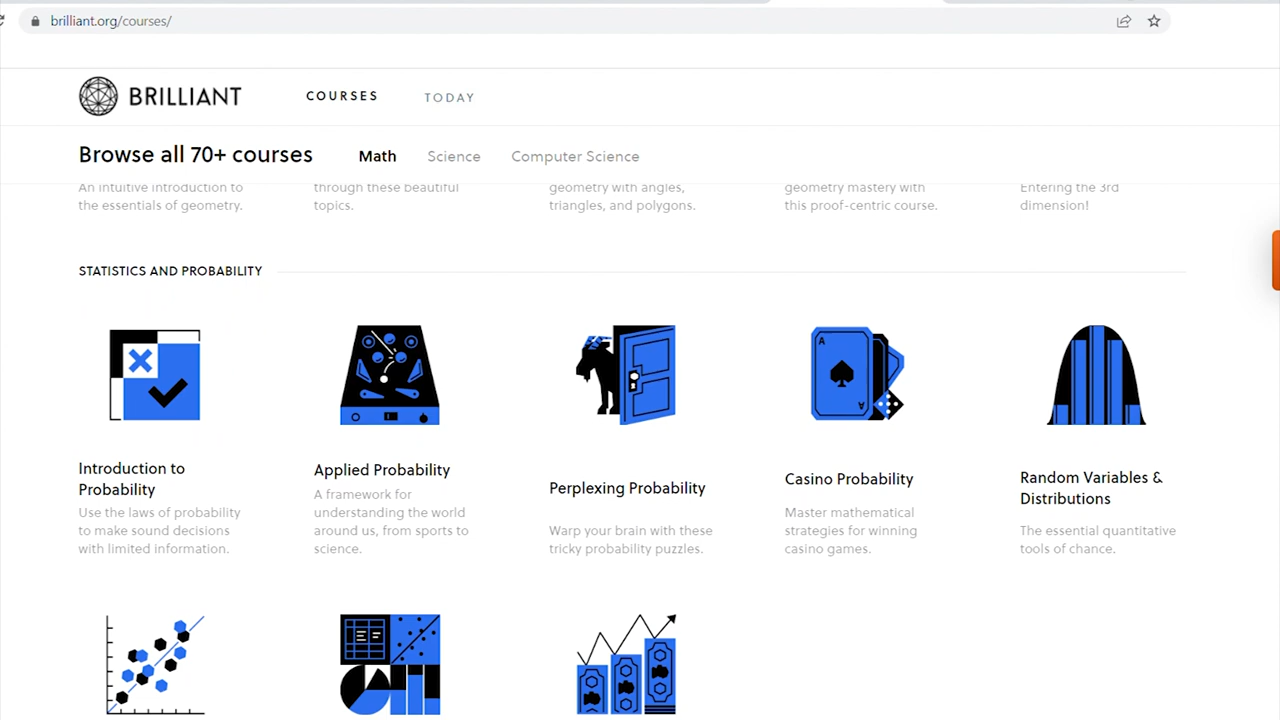 brilliant.org/courses/
BRILLIANT
COURSES
TODAY
Browse all 70+ courses
Math
Science
Computer Science
An intuitive introduction to
the essentials of geometry.
through these beautiful
topics.
geometry with angles,
triangles, and polygons.
geometry mastery with
this proof-centric course.
Entering the 3rd
dimension!
STATISTICS AND PROBABILITY
A
A
Introduction to
Probability
Use the laws of probability
to make sound decisions
with limited information.
Applied Probability
A framework for
understanding the world
around us, from sports to
science.
Perplexing Probability
Warp your brain with these
tricky probability puzzles.
Casino Probability
Master mathematical
strategies for winning
casino games.
Random Variables &
Distributions
The essential quantitative
tools of chance.